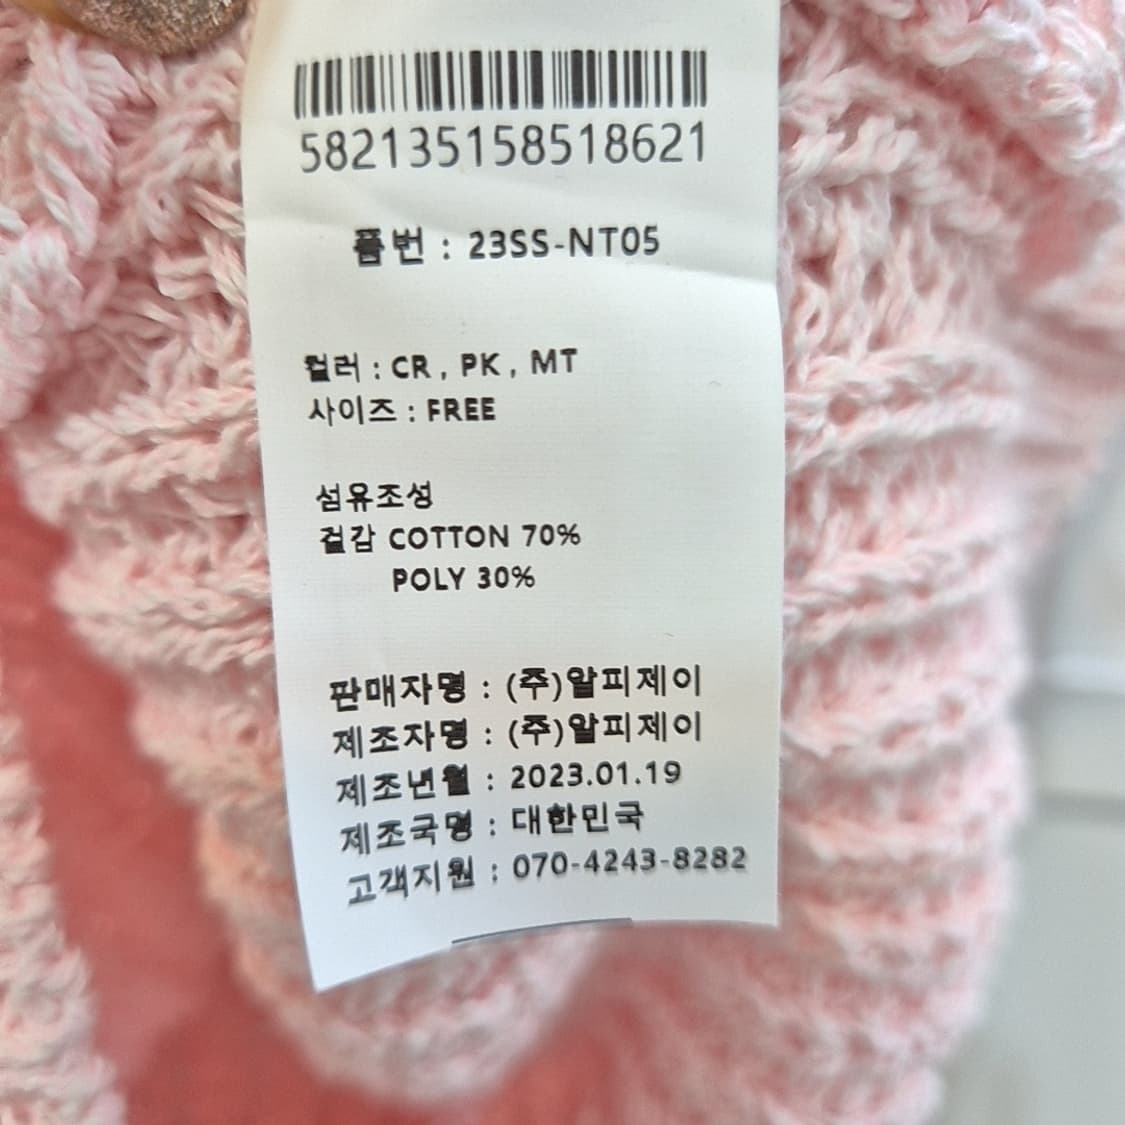 582135158518621
품번 : 23SS-NT05
컬러 : CR , PK , MT
사이즈 : FREE
섬유조성
겉감 COTTON 70%
POLY 30%
판매자명 : (주)알피제이
제조자명 : (주)알피제이
제조년월 : 2023.01.19
제조국명 : 대한민국
고객지원 : 070-4243-8282